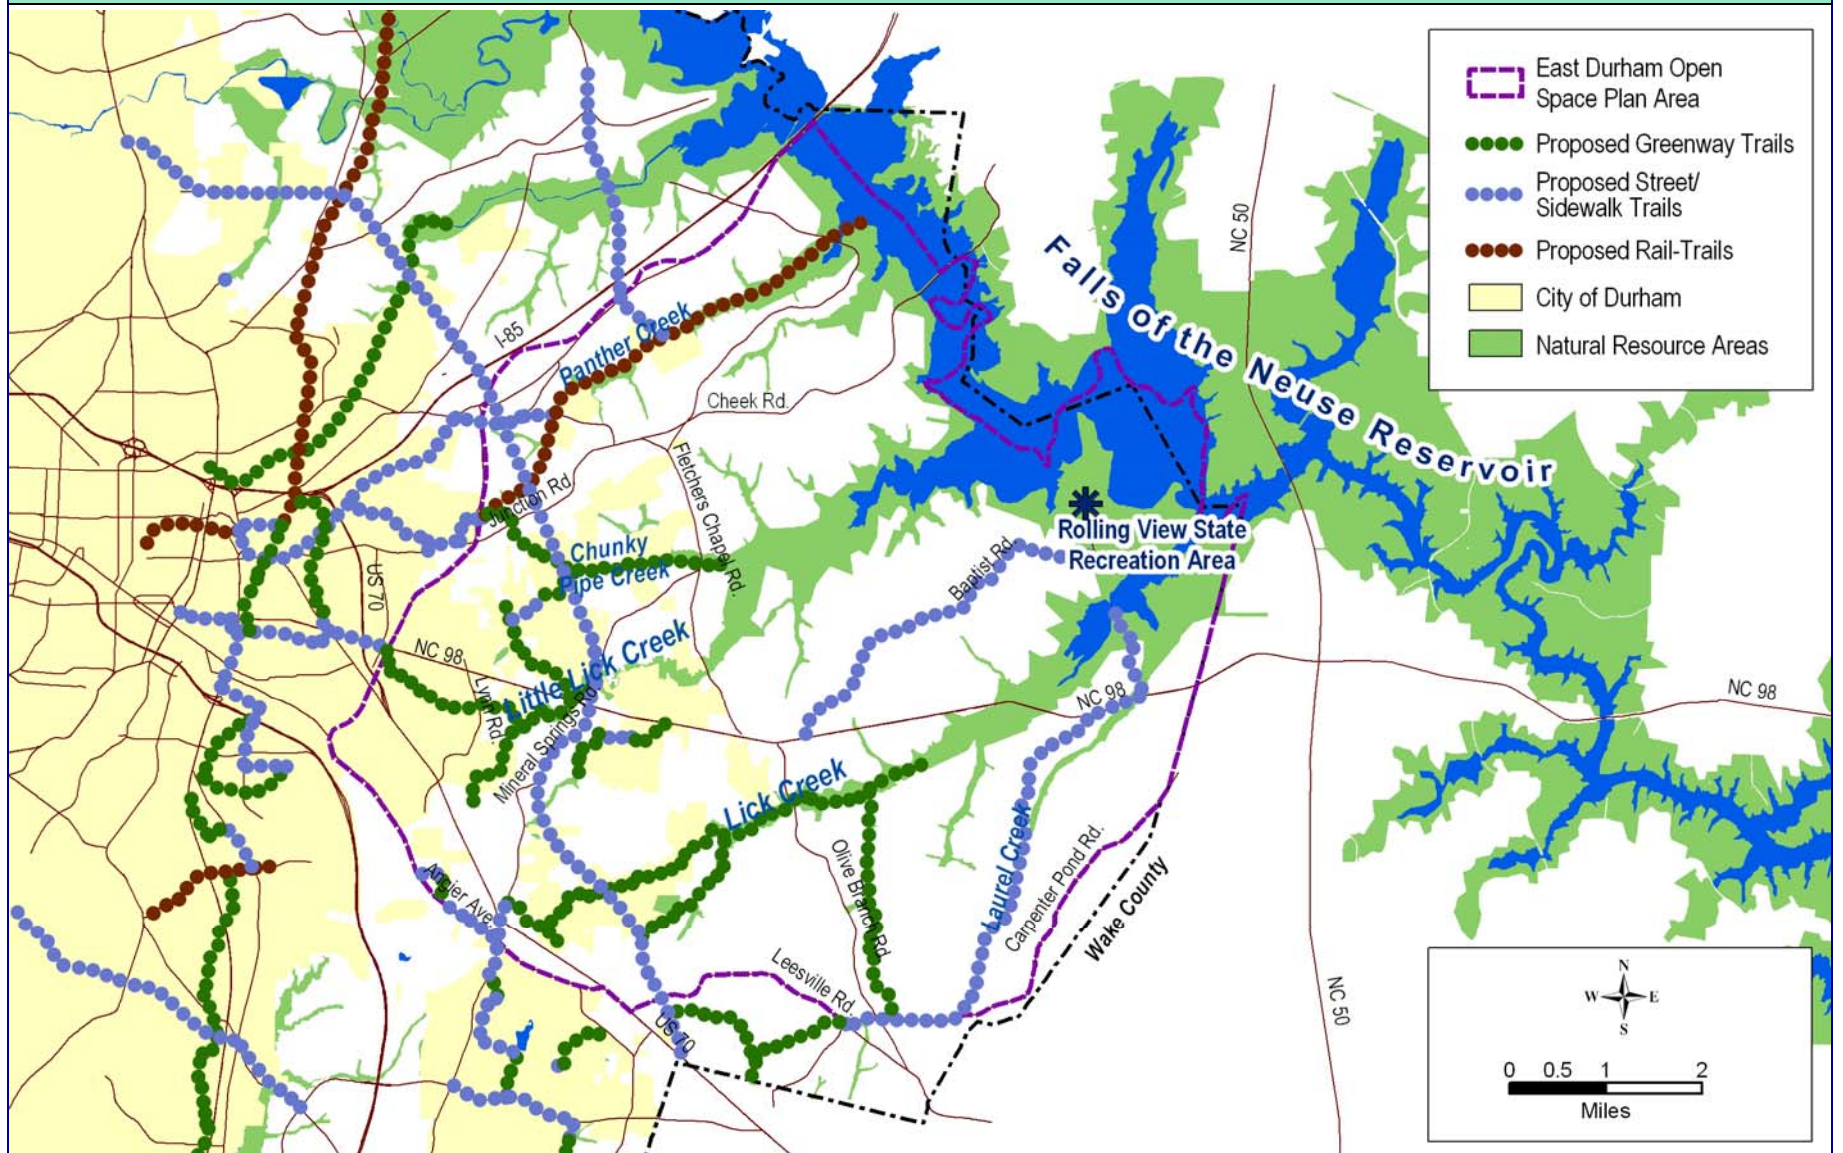 East Durham Open
Space Plan Area
Proposed Greenway Trails
Proposed Street/
Sidewalk Trails
Proposed Rail-Trails
City of Durham
Natural Resource Areas
NC 50
Falls of the Neuse Reservoir
I-85
Panther Creek
Cheek Rd.
Fletchers Chapel Rd.
Junction Rd
Chunky
Pipe Creek
Rolling View State
Recreation Area
Baptist Rd.
US 70
NC 98
Little Lick Creek
Lynn Rd.
Mineral Springs Rd
NC 98
NC 98
Lick Creek
Olive Branch Rd
Laurel Creek
Carpenter Pond Rd.
Wake County
Angier Ave.
Leesville Rd.
US 70
NC 50
N
W E
S
0 0.5 1 2
Miles